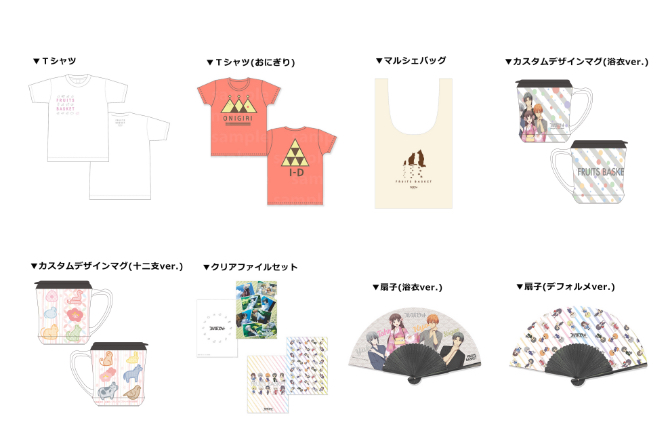 ▼Tシャツ
▼Tシャツ(おにぎり)
▼マルシェバッグ
▼カスタムデザインマグ(浴衣ver.)
FRUITS
BASKET
ONIGIRI
I-D
FRUITS BASKET
FRUITS BASKE
▼カスタムデザインマグ(十二支ver.)
▼クリアファイルセット
▼扇子(浴衣ver.)
▼扇子(デフォルメver.)